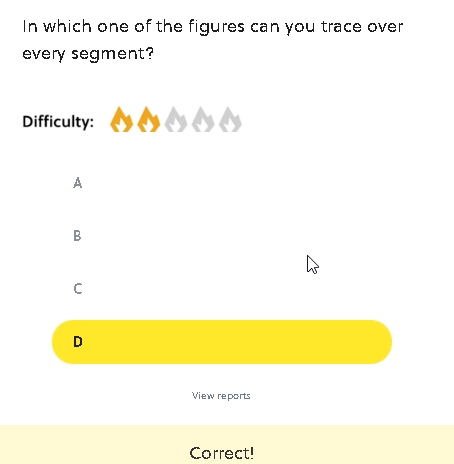 In which one of the figures can you trace over
every segment?
Difficulty:
A
B
C
D
View reports
Correct!